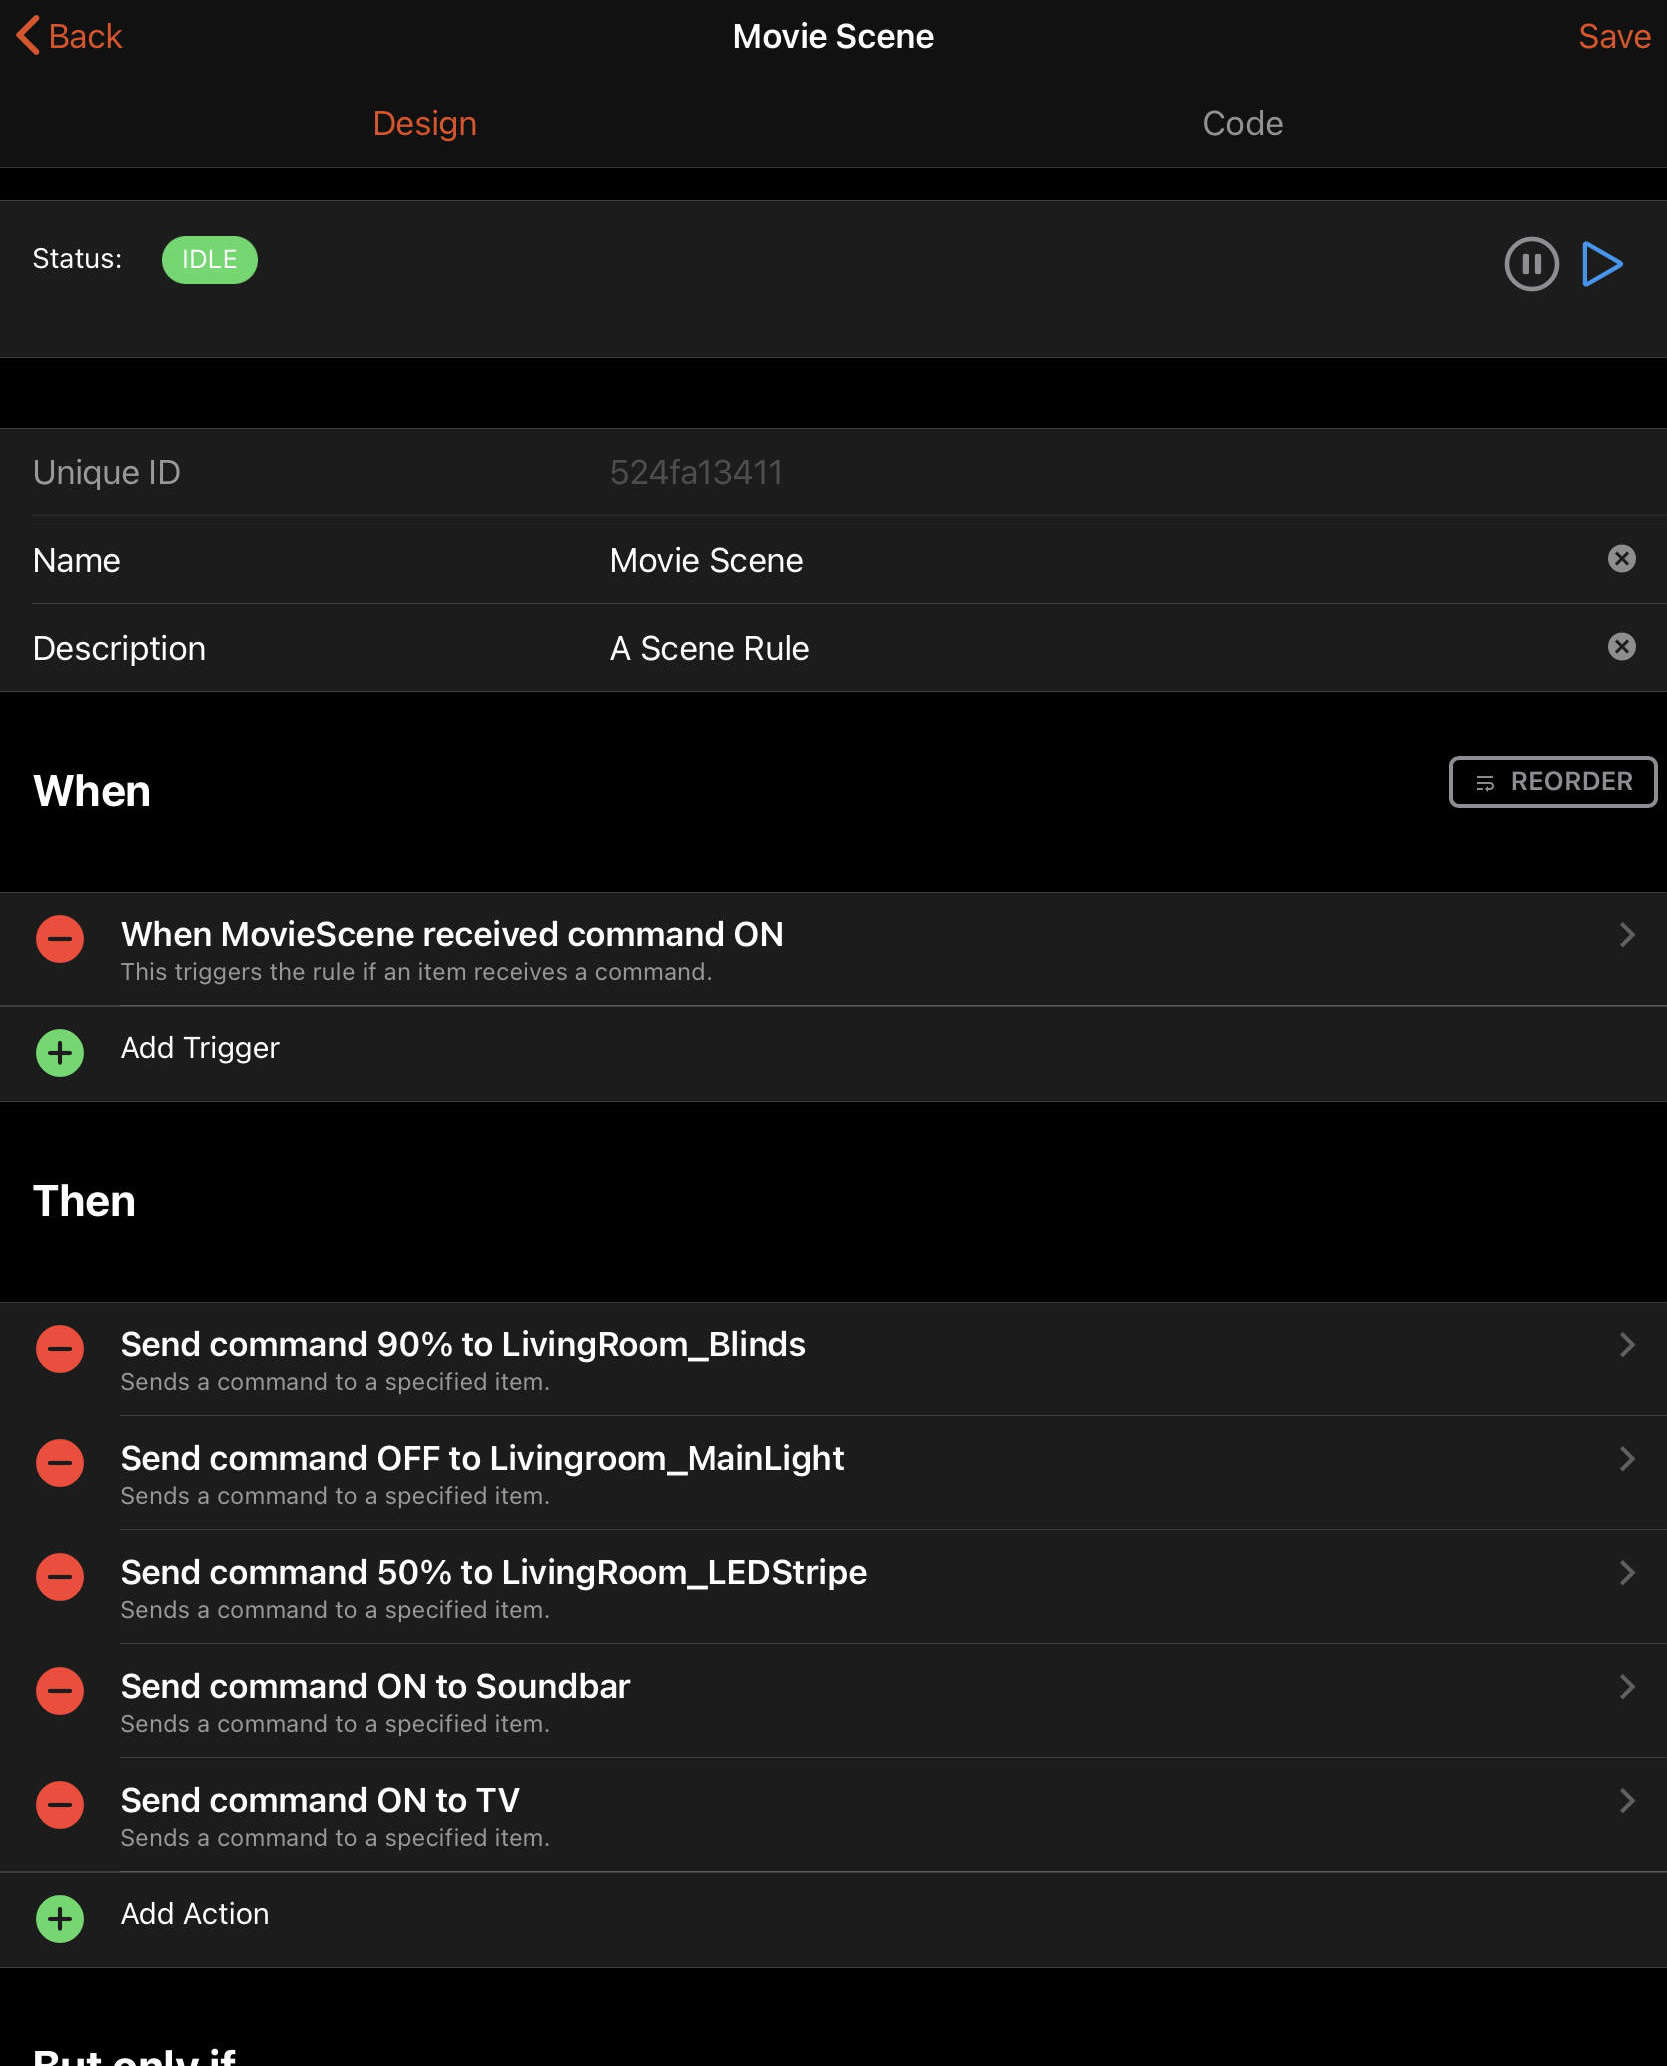 Back
Movie Scene
Save
Design
Code
Status:
IDLE
Unique ID
524fa13411
Name
Movie Scene
Description
A Scene Rule
When
REORDER
When MovieScene received command ON
This triggers the rule if an item receives a command.
Add Trigger
Then
Send command 90% to LivingRoom_Blinds
Sends a command to a specified item.
Send command OFF to Livingroom_MainLight
Sends a command to a specified item.
Send command 50% to LivingRoom_LEDStripe
Sends a command to a specified item.
Send command ON to Soundbar
Sends a command to a specified item.
Send command ON to TV
Sends a command to a specified item.
Add Action
But only if